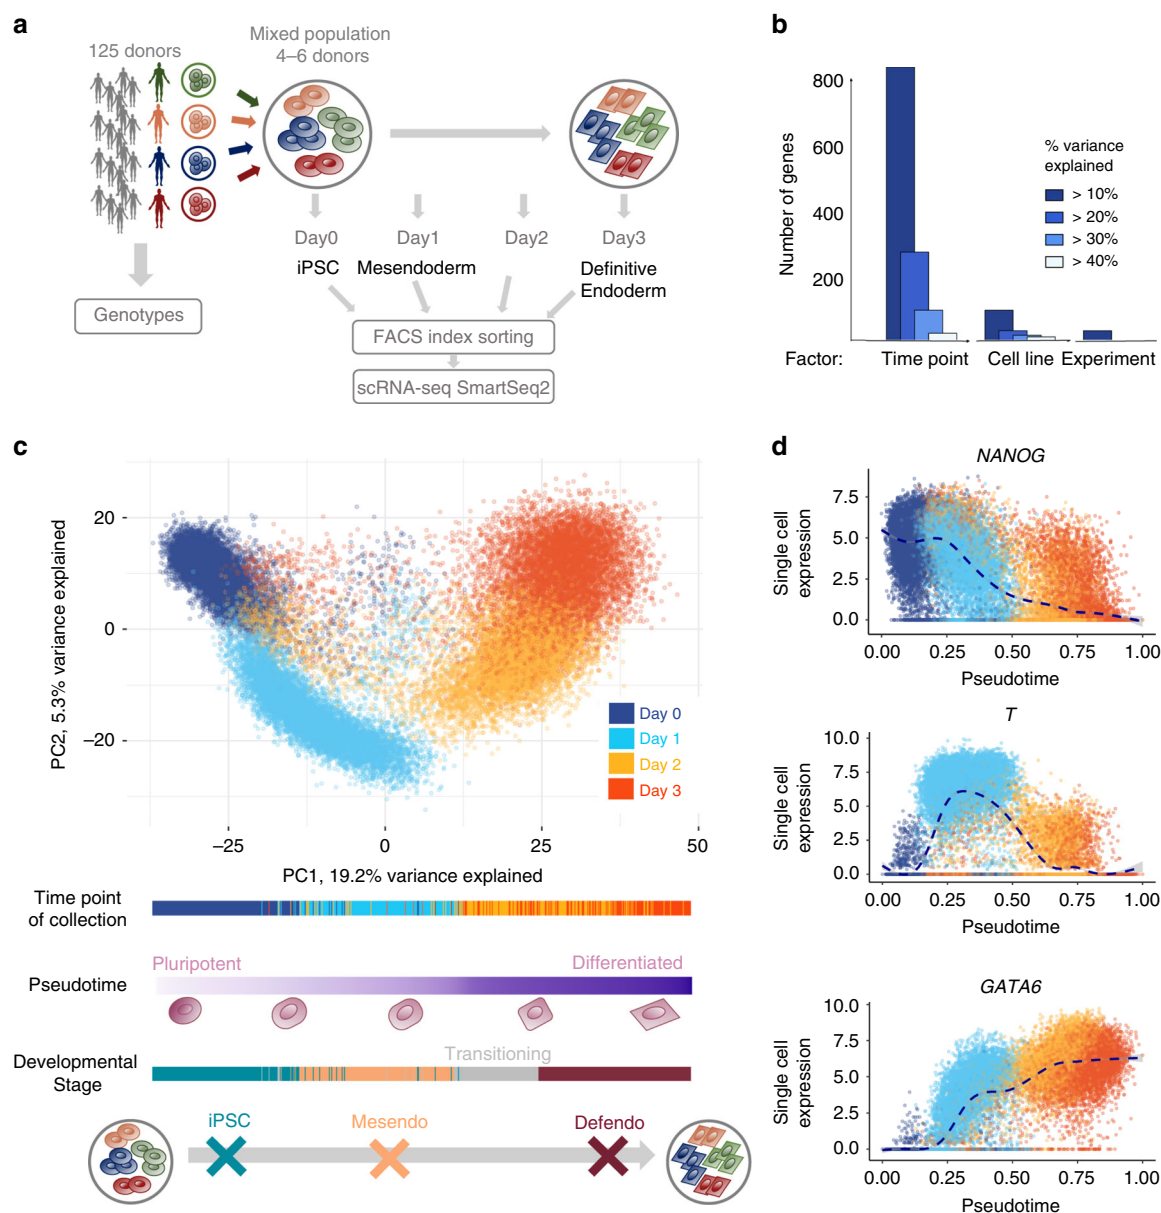 a
125 donors
Mixed population
4–6 donors
Day0
Day1
Day2
Day3
iPSC
Mesendoderm
Definitive
Endoderm
Genotypes
FACS index sorting
scRNA-seq SmartSeq2
b
Number of genes
800
600
400
200
% variance
explained
> 10%
> 20%
> 30%
> 40%
Factor:
Time point
Cell line
Experiment
c
PC2, 5.3% variance explained
20
0
−20
Day 0
Day 1
Day 2
Day 3
−25
0
25
50
PC1, 19.2% variance explained
Time point
of collection
Pluripotent
Differentiated
Pseudotime
Transitioning
Developmental
Stage
iPSC
Mesendo
Defendo
d
NANOG
Single cell
expression
7.5
5.0
2.5
0.0
0.00
0.25
0.50
0.75
1.00
Pseudotime
T
Single cell
expression
10.0
7.5
5.0
2.5
0.0
0.00
0.25
0.50
0.75
1.00
Pseudotime
GATA6
Single cell
expression
10.0
7.5
5.0
2.5
0.0
0.00
0.25
0.50
0.75
1.00
Pseudotime